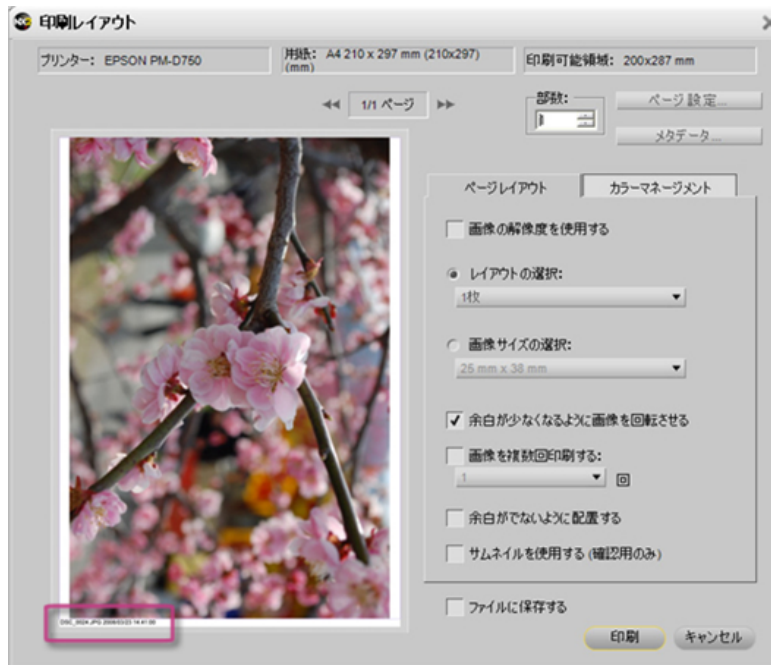 印刷レイアウト
プリンター: EPSON PM-D750
用紙: A4 210 x 297 mm (210x297)
(mm)
印刷可能領域: 200x287 mm
1/1 ページ
部数:
1
ページ設定...
メタデータ...
ページレイアウト
カラーマネージメント
画像の解像度を使用する
レイアウトの選択:
1枚
画像サイズの選択:
25 mm x 38 mm
余白が少なくなるように画像を回転させる
画像を複数回印刷する:
1
回
余白がでないように配置する
サムネイルを使用する (確認用のみ)
DSC_0024.JPG 2008/03/23 14:41:00
ファイルに保存する
印刷
キャンセル